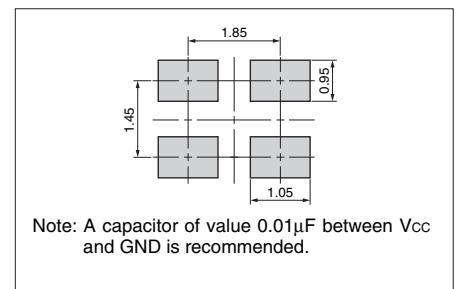 1.85
0.95
1.45
1.05
Note: A capacitor of value 0.01μF between Vcc
and GND is recommended.